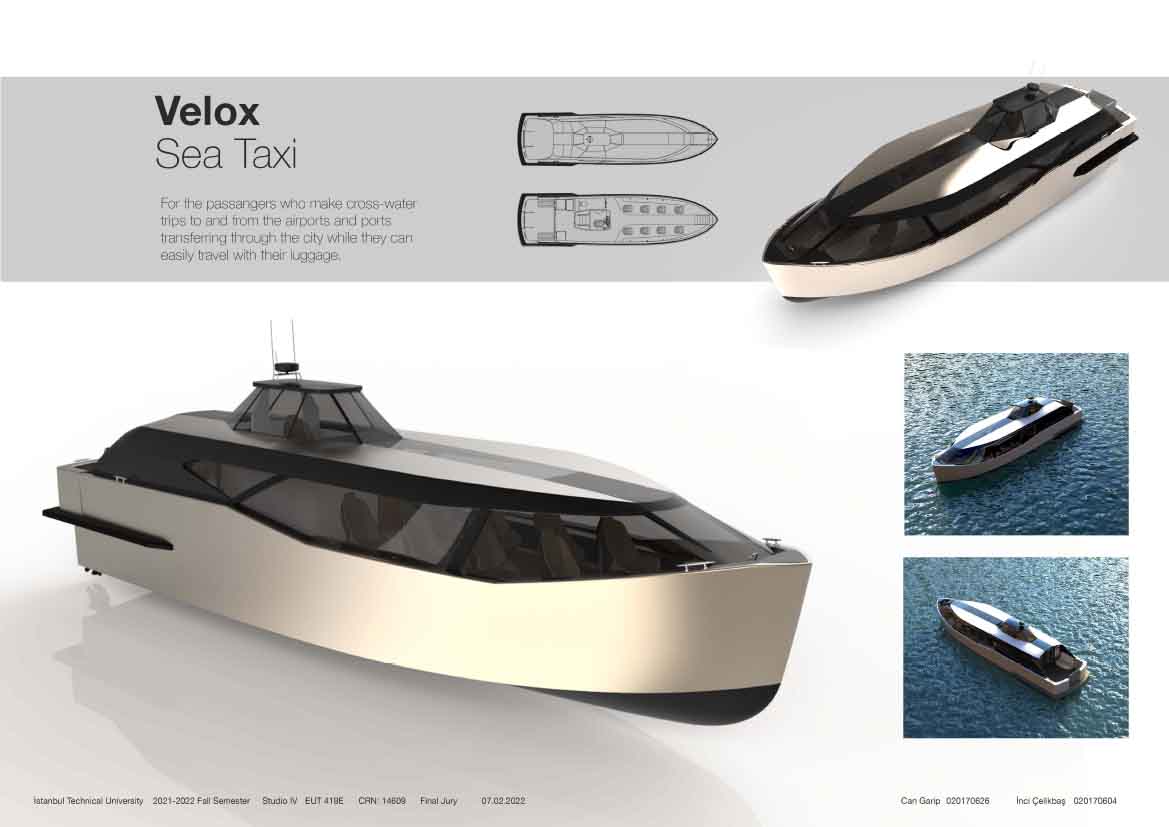 Velox
Sea Taxi
For the passangers who make cross-water
trips to and from the airports and ports
transferring through the city while they can
easily travel with their luggage.
İstanbul Technical University 2021-2022 Fall Semester Studio IV EUT 419E CRN: 14609 Final Jury 07.02.2022
Can Garip 020170626 İnci Çelikbaş 020170604